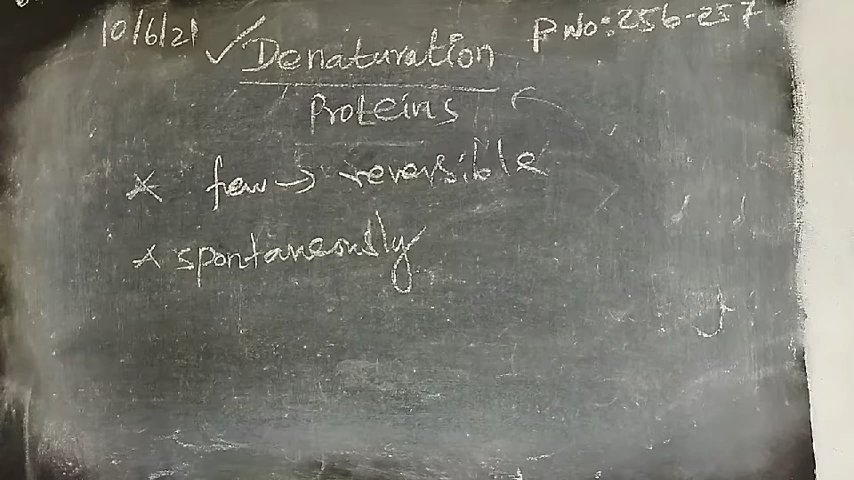 10/6/21 ✓ Denaturation P No: 256-257
Proteins
* few → reversible
* spontaneously